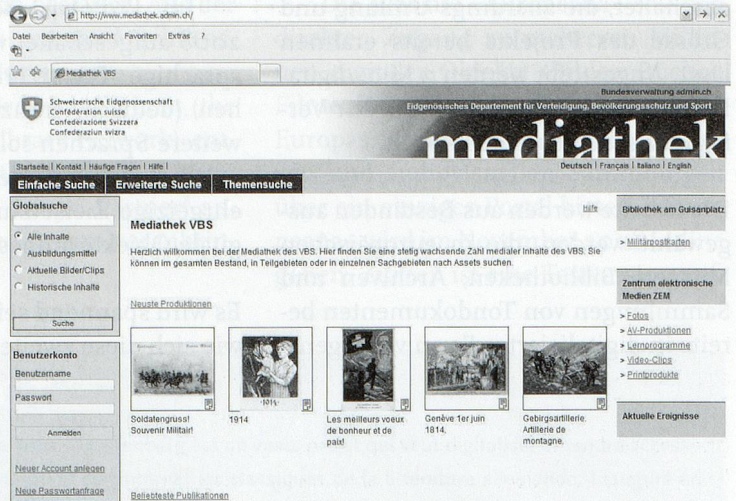 http://www.mediathek.admin.ch/
Datei Bearbeiten Ansicht Favoriten Extras ?
Mediathek VBS
Bundesverwaltung admin.ch
Schweizerische Eidgenossenschaft
Confédération suisse
Confederazione Svizzera
Confederaziun svizra
Eidgenössisches Departement für Verteidigung, Bevölkerungsschutz und Sport
mediathek
Startseite | Kontakt | Häufige Fragen | Hilfe |
Deutsch | Français | Italiano | English
Einfache Suche Erweiterte Suche Themensuche
Globalsuche
Alle Inhalte
Ausbildungsmittel
Aktuelle Bilder/Clips
Historische Inhalte
Suche
Benutzerkonto
Benutzername
Passwort
Anmelden
Neuer Account anlegen
Neue Passwortanfrage
Hilfe
Mediathek VBS
Herzlich willkommen bei der Mediathek des VBS. Hier finden Sie eine stetig wachsende Zahl medialer Inhalte des VBS. Sie
können im gesamten Bestand, in Teilgebieten oder in einzelnen Sachgebieten nach Assets suchen.
Neuste Produktionen
Soldatengruss!
Souvenir Militair!
1914
Les meilleurs voeux
de bonheur et de
paix!
Genève 1er juin
1814.
Gebirgsartillerie.
Artillerie de
montagne.
Beliebteste Publikationen
Bibliothek am Guisanplatz
> Militärpostkarten
Zentrum elektronische
Medien ZEM
> Fotos
> AV-Produktionen
> Lernprogramme
> Video-Clips
> Printprodukte
Aktuelle Ereignisse